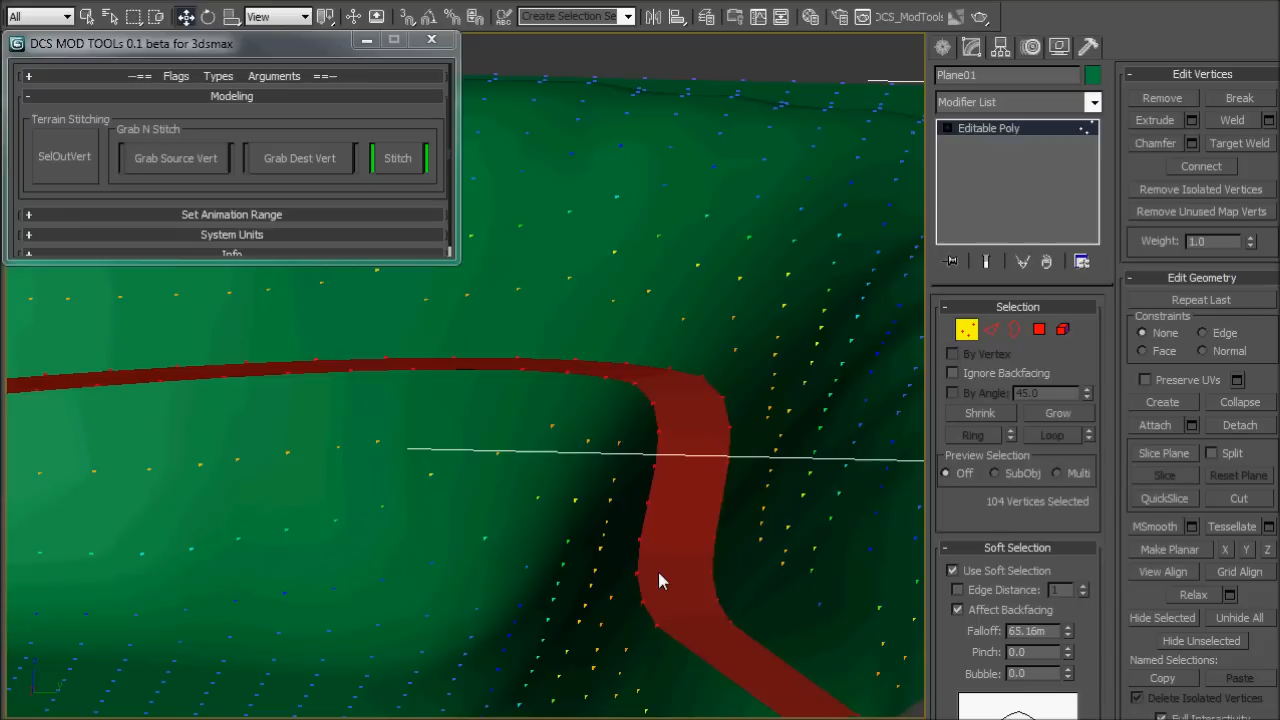 All
View
Create Selection Se
DCS_ModTools
DCS MOD TOOLs 0.1 beta for 3dsmax
+ —== Flags Types Arguments ==—
- Modeling
Terrain Stitching
Grab N Stitch
SelOutVert
Grab Source Vert
Grab Dest Vert
Stitch
+ Set Animation Range
+ System Units
+ Info
Plane01
Modifier List
Editable Poly
- Selection
By Vertex
Ignore Backfacing
By Angle: 45.0
Shrink Grow
Ring Loop
Preview Selection
Off SubObj Multi
104 Vertices Selected
- Soft Selection
Use Soft Selection
Edge Distance: 1
Affect Backfacing
Falloff: 65.16m
Pinch: 0.0
Bubble: 0.0
- Edit Vertices
Remove Break
Extrude Weld
Chamfer Target Weld
Connect
Remove Isolated Vertices
Remove Unused Map Verts
Weight: 1.0
- Edit Geometry
Repeat Last
Constraints
None Edge
Face Normal
Preserve UVs
Create Collapse
Attach Detach
Slice Plane Split
Slice Reset Plane
QuickSlice Cut
MSmooth Tessellate
Make Planar X Y Z
View Align Grid Align
Relax
Hide Selected Unhide All
Hide Unselected
Named Selections:
Copy Paste
Delete Isolated Vertices
Full Interactivity